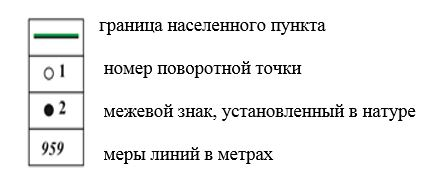 граница населенного пункта
1 номер поворотной точки
2 межевой знак, установленный в натуре
959 меры линий в метрах